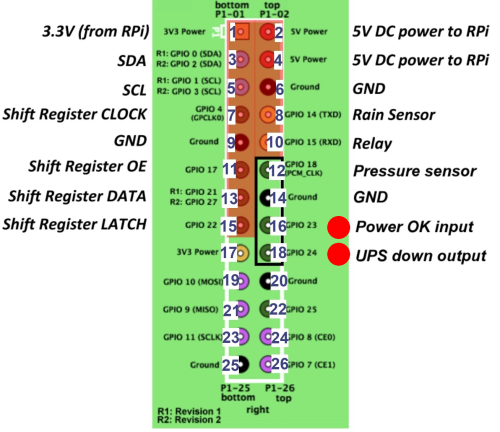 bottom top
P1-01 P1-02
3.3V (from RPi) 3V3 Power 1 2 5V Power 5V DC power to RPi
SDA R1: GPIO 0 (SDA) R2: GPIO 2 (SDA) 3 4 5V Power 5V DC power to RPi
SCL R1: GPIO 1 (SCL) R2: GPIO 3 (SCL) 5 6 Ground GND
Shift Register CLOCK GPIO 4 (GPCLK0) 7 8 GPIO 14 (TXD) Rain Sensor
GND Ground 9 10 GPIO 15 (RXD) Relay
Shift Register OE GPIO 17 11 12 GPIO 18 (PCM_CLK) Pressure sensor
Shift Register DATA R1: GPIO 21 R2: GPIO 27 13 14 Ground GND
Shift Register LATCH GPIO 22 15 16 GPIO 23 Power OK input
3V3 Power 17 18 GPIO 24 UPS down output
GPIO 10 (MOSI) 19 20 Ground
GPIO 9 (MISO) 21 22 GPIO 25
GPIO 11 (SCLK) 23 24 GPIO 8 (CE0)
Ground 25 26 GPIO 7 (CE1)
P1-25 P1-26
bottom top
right
R1: Revision 1
R2: Revision 2